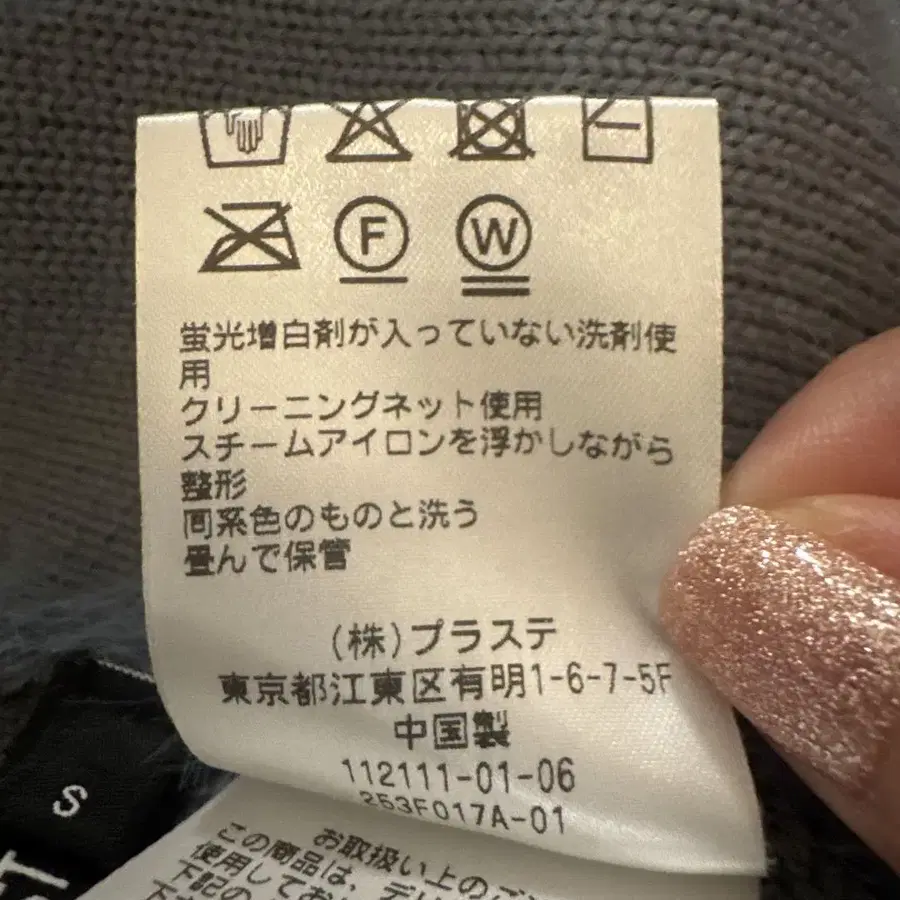 F
W
蛍光増白剤が入っていない洗剤使
用
クリーニングネット使用
スチームアイロンを浮かしながら
整形
同系色のものと洗う
畳んで保管
(株)プラステ
東京都江東区有明1-6-7-5F
中国製
112111-01-06
253F017A-01
S
お取扱い上のご
この商品は、デリ
使用してお
下記の